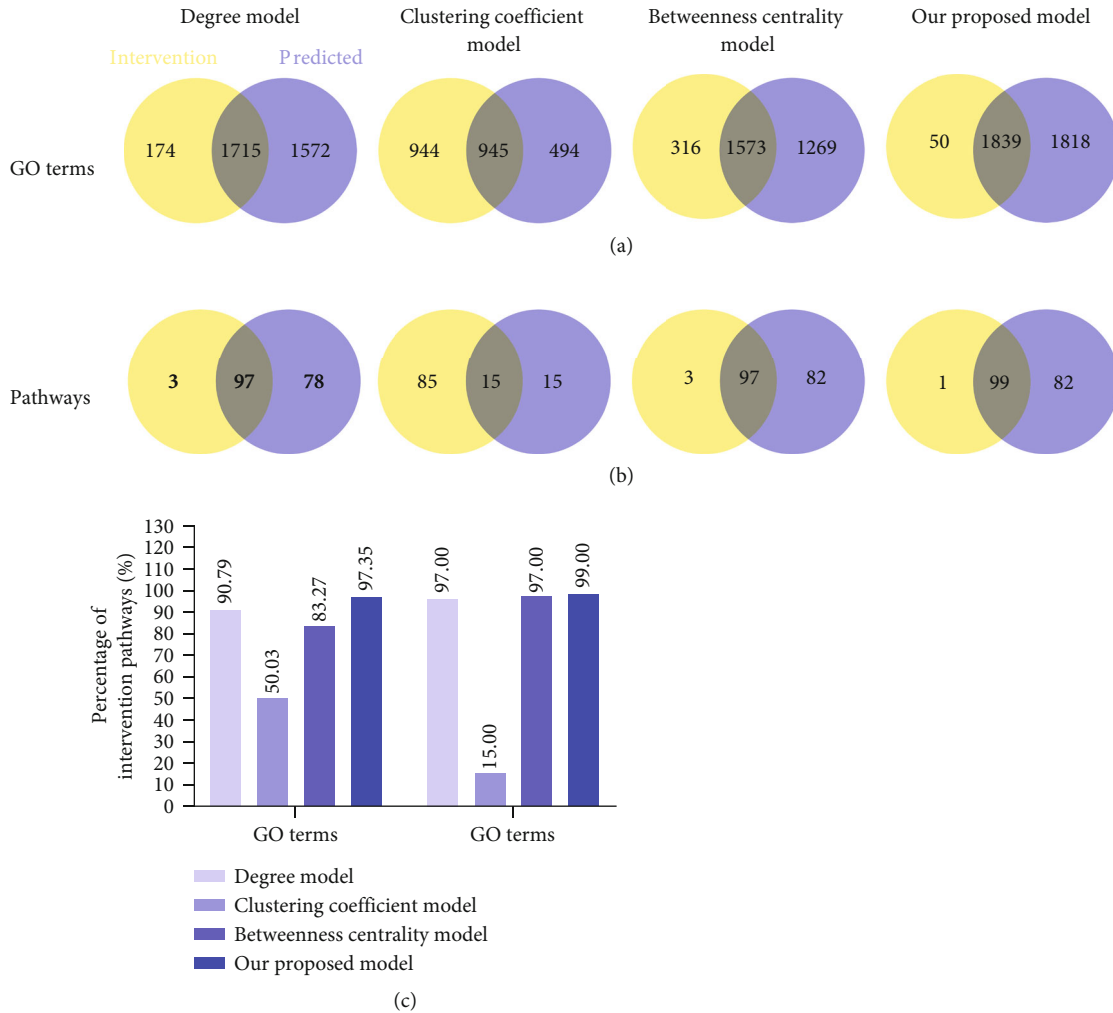 Degree model
Clustering coefficient
model
Betweenness centrality
model
Our proposed model
Intervention
Predicted
GO terms
174 1715 1572
944 945 494
316 1573 1269
50 1839 1818
(a)
Pathways
3 97 78
85 15 15
3 97 82
1 99 82
(b)
Percentage of
intervention pathways (%)
130
120
110
100
90
80
70
60
50
40
30
20
10
0
90.79
50.03
83.27
97.35
97.00
15.00
97.00
99.00
GO terms
GO terms
Degree model
Clustering coefficient model
Betweenness centrality model
Our proposed model
(c)